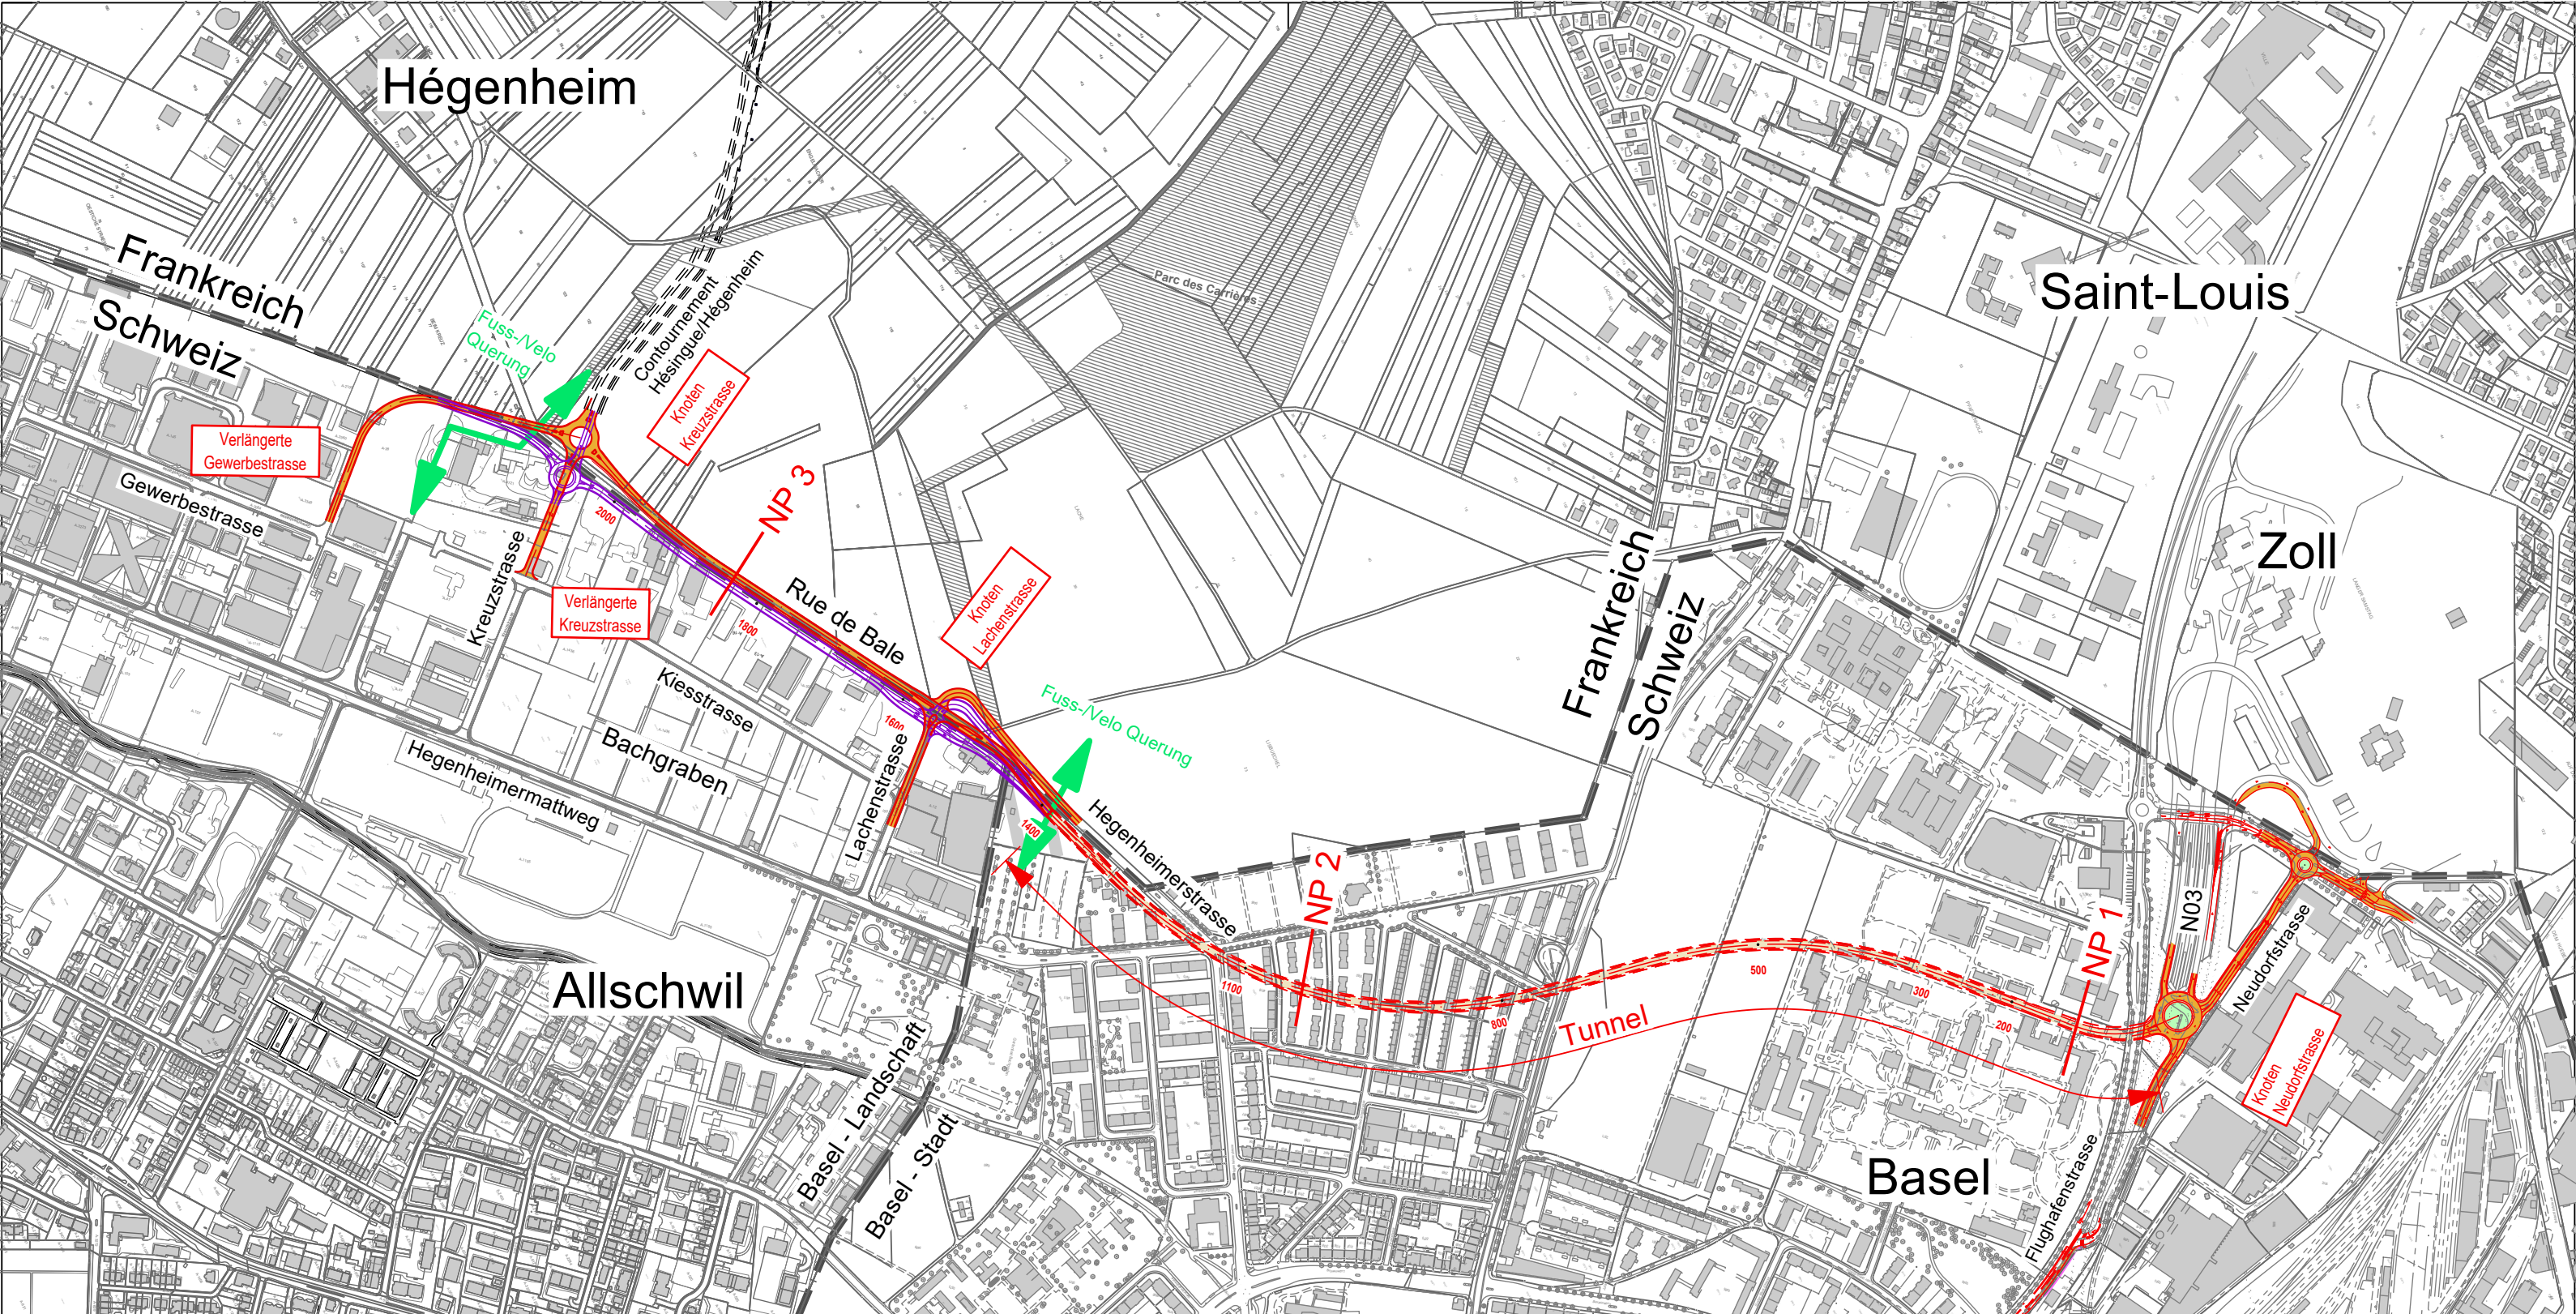 Hégenheim
Frankreich
Schweiz
Fuss-/Velo
Querung
Contournement
Hésingue/Hégenheim
Knoten
Kreuzstrasse
Parc des Carrières
Saint-Louis
Zoll
Verlängerte
Gewerbestrasse
Gewerbestrasse
Kreuzstrasse
Verlängerte
Kreuzstrasse
2000
NP 3
1800
Rue de Bale
Knoten
Lachenstrasse
Frankreich
Schweiz
Kiesstrasse
Bachgraben
Hegenheimermattweg
1600
Lachenstrasse
Fuss-/Velo Querung
1400
Hegenheimerstrasse
NP 2
1100
800
500
300
200
Tunnel
NP 1
N03
Neudorfstrasse
Knoten
Neudorfstrasse
Allschwil
Basel - Landschaft
Basel - Stadt
Basel
Flughafenstrasse